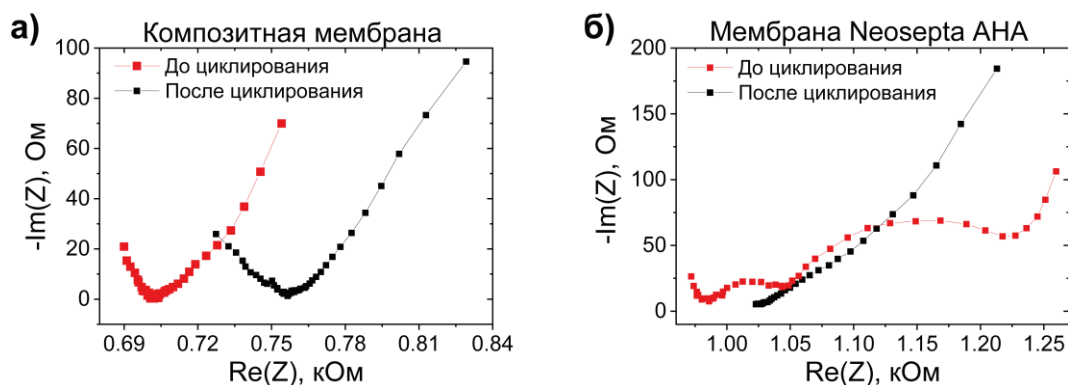 а)
Композитная мембрана
До циклирования
После циклирования
-Im(Z), Ом
100
80
60
40
20
0
0.69
0.72
0.75
0.78
0.81
0.84
Re(Z), кОм
б)
Мембрана Neosepta AHA
До циклирования
После циклирования
-Im(Z), Ом
200
150
100
50
0
1.00
1.05
1.10
1.15
1.20
1.25
Re(Z), кОм